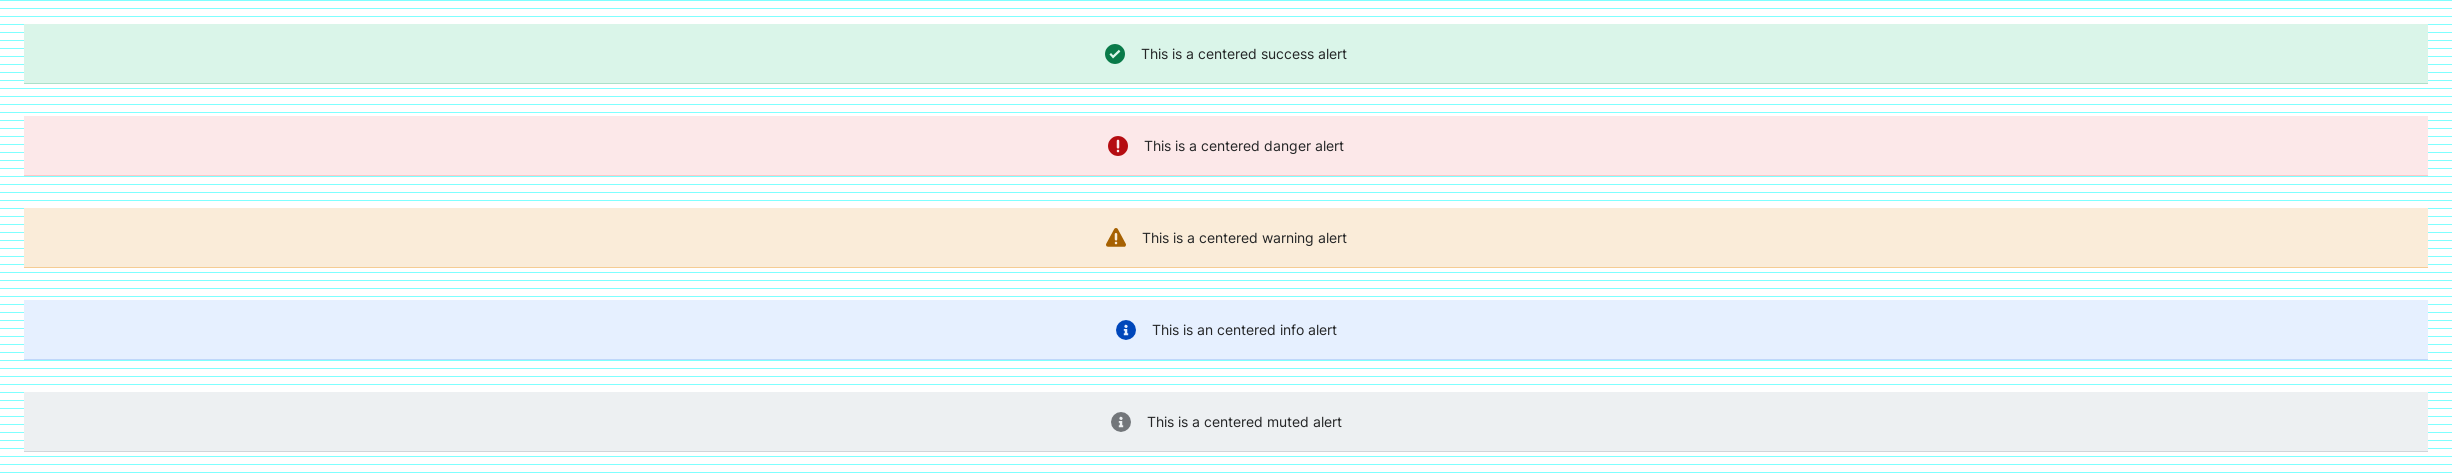 This is a centered success alert
This is a centered danger alert
This is a centered warning alert
This is an centered info alert
This is a centered muted alert